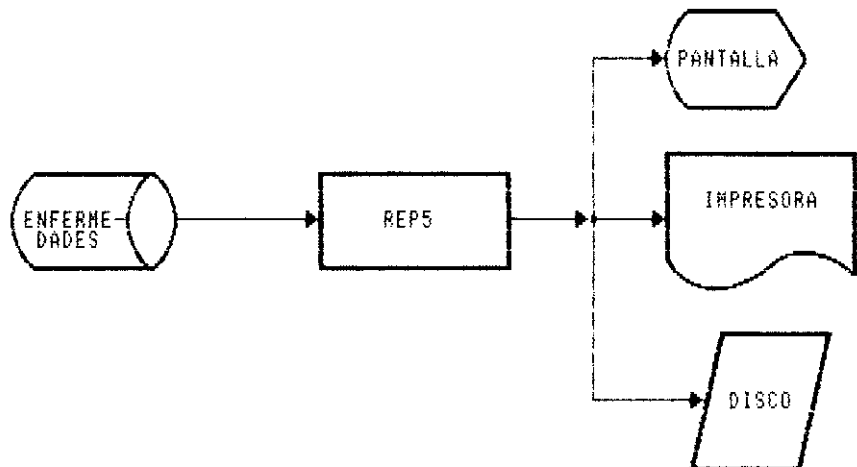 PANTALLA
ENFERME-
DADES
REP5
IMPRESORA
DISCO